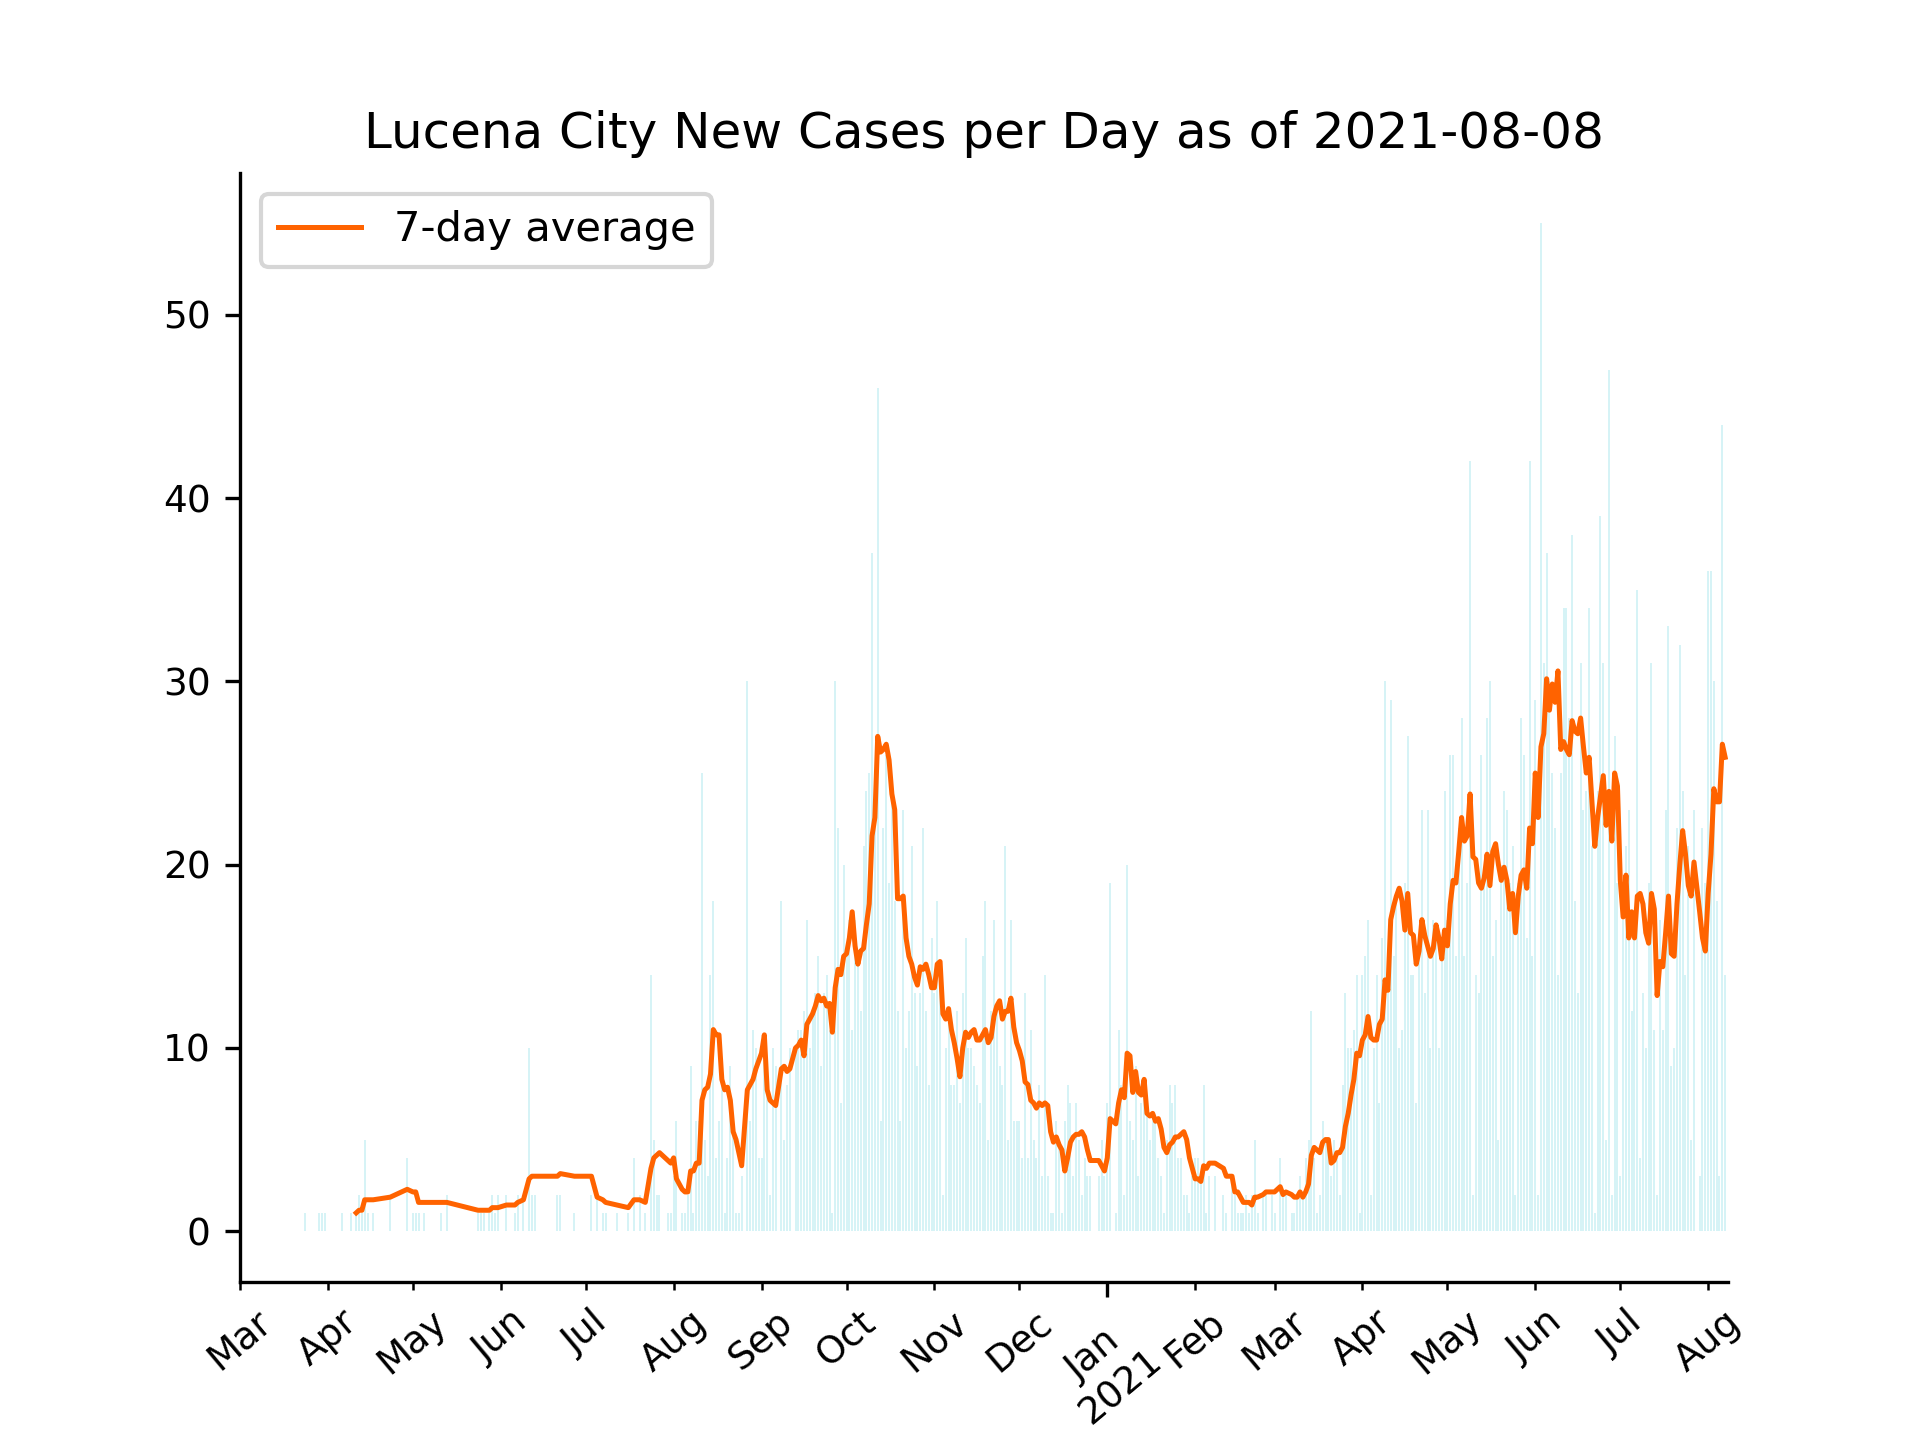 Lucena City New Cases per Day as of 2021-08-08
7-day average
50
40
30
20
10
0
Mar
Apr
May
Jun
Jul
Aug
Sep
Oct
Nov
Dec
Jan
2021
Feb
Mar
Apr
May
Jun
Jul
Aug